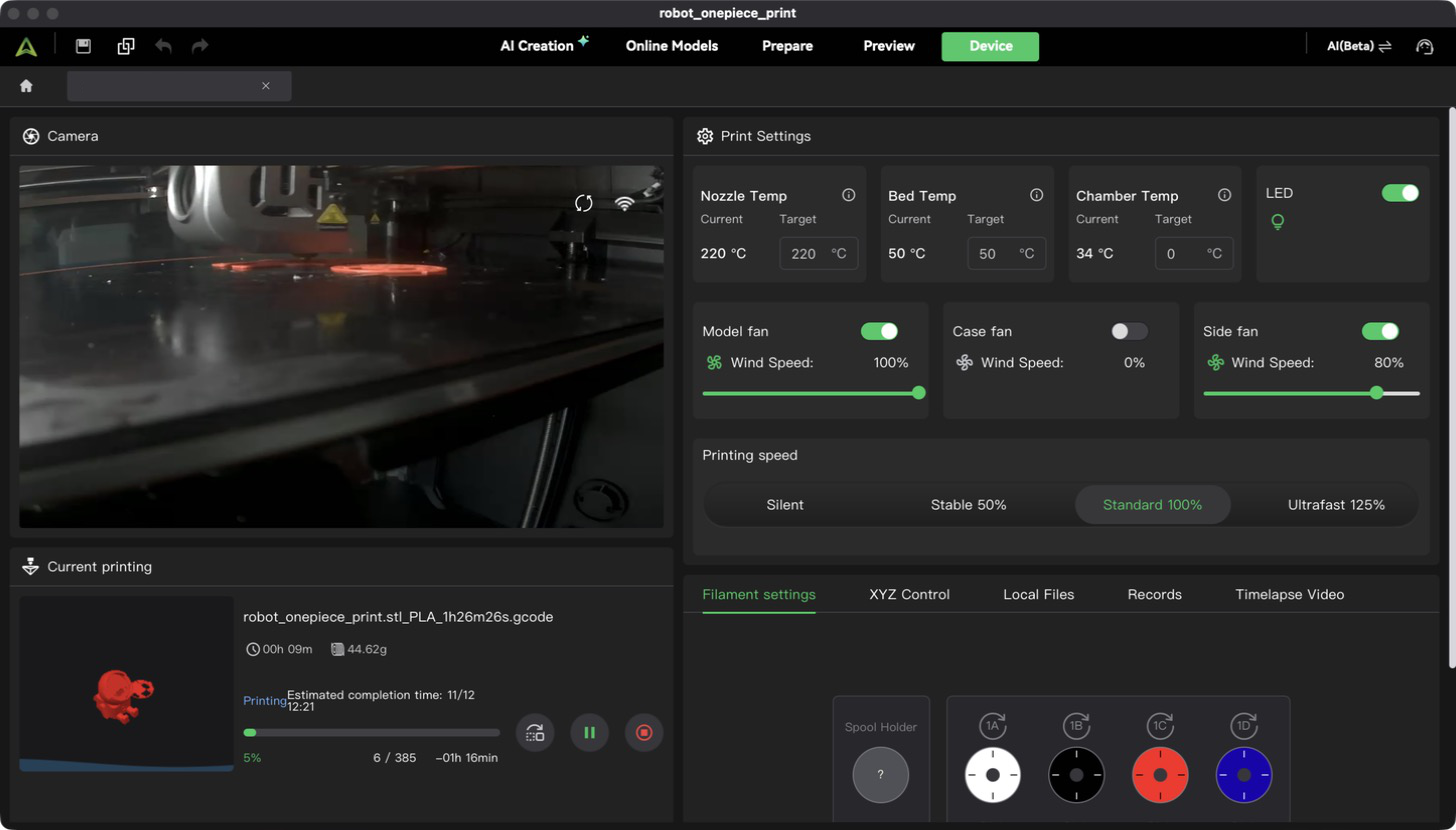 robot_onepiece_print
AI Creation
Online Models
Prepare
Preview
Device
AI(Beta)
Camera
Print Settings
Nozzle Temp
Current
Target
220 °C
220 °C
Bed Temp
Current
Target
50 °C
50 °C
Chamber Temp
Current
Target
34 °C
0 °C
LED
Model fan
Wind Speed: 100%
Case fan
Wind Speed: 0%
Side fan
Wind Speed: 80%
Printing speed
Silent
Stable 50%
Standard 100%
Ultrafast 125%
Current printing
robot_onepiece_print.stl_PLA_1h26m26s.gcode
00h 09m
44.62g
Printing
Estimated completion time: 11/12
12:21
5%
6 / 385
-01h 16min
Filament settings
XYZ Control
Local Files
Records
Timelapse Video
Spool Holder
?
1A
1B
1C
1D